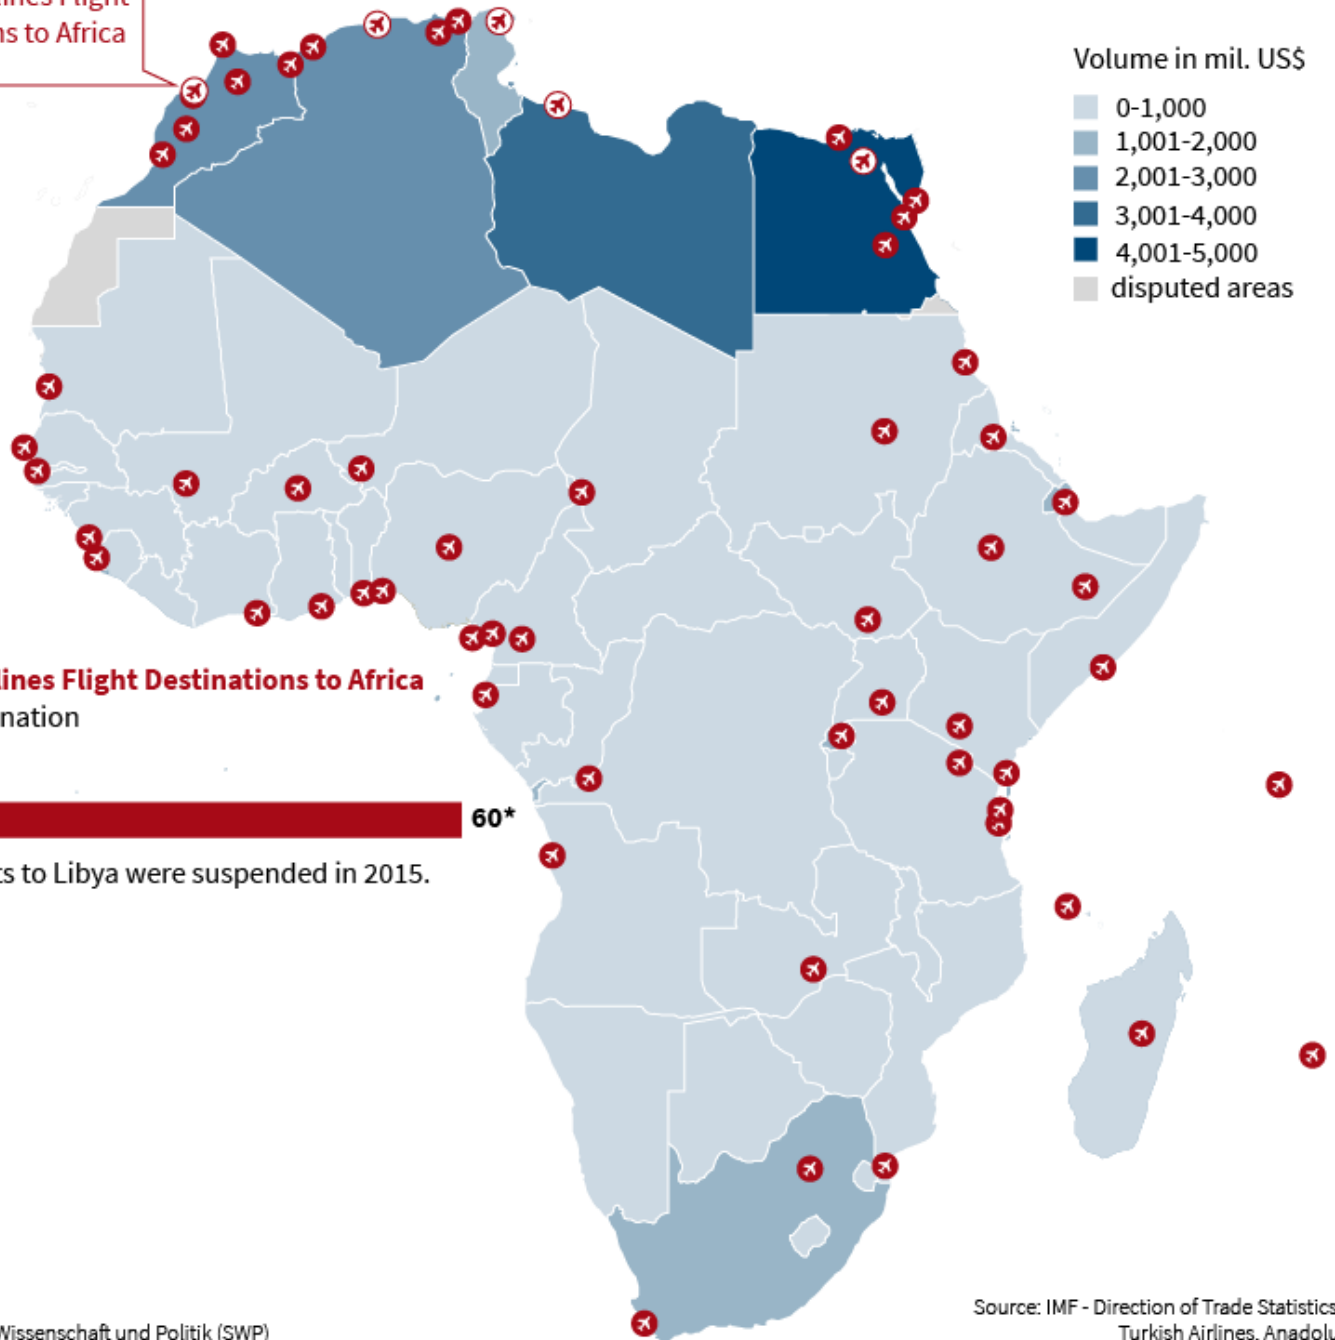 ines Flight
ns to Africa
Volume in mil. US$
0-1,000
1,001-2,000
2,001-3,000
3,001-4,000
4,001-5,000
disputed areas
lines Flight Destinations to Africa
nation
60*
ts to Libya were suspended in 2015.
Source: IMF - Direction of Trade Statistics
Wissenschaft und Politik (SWP)
Turkish Airlines, Anadolu